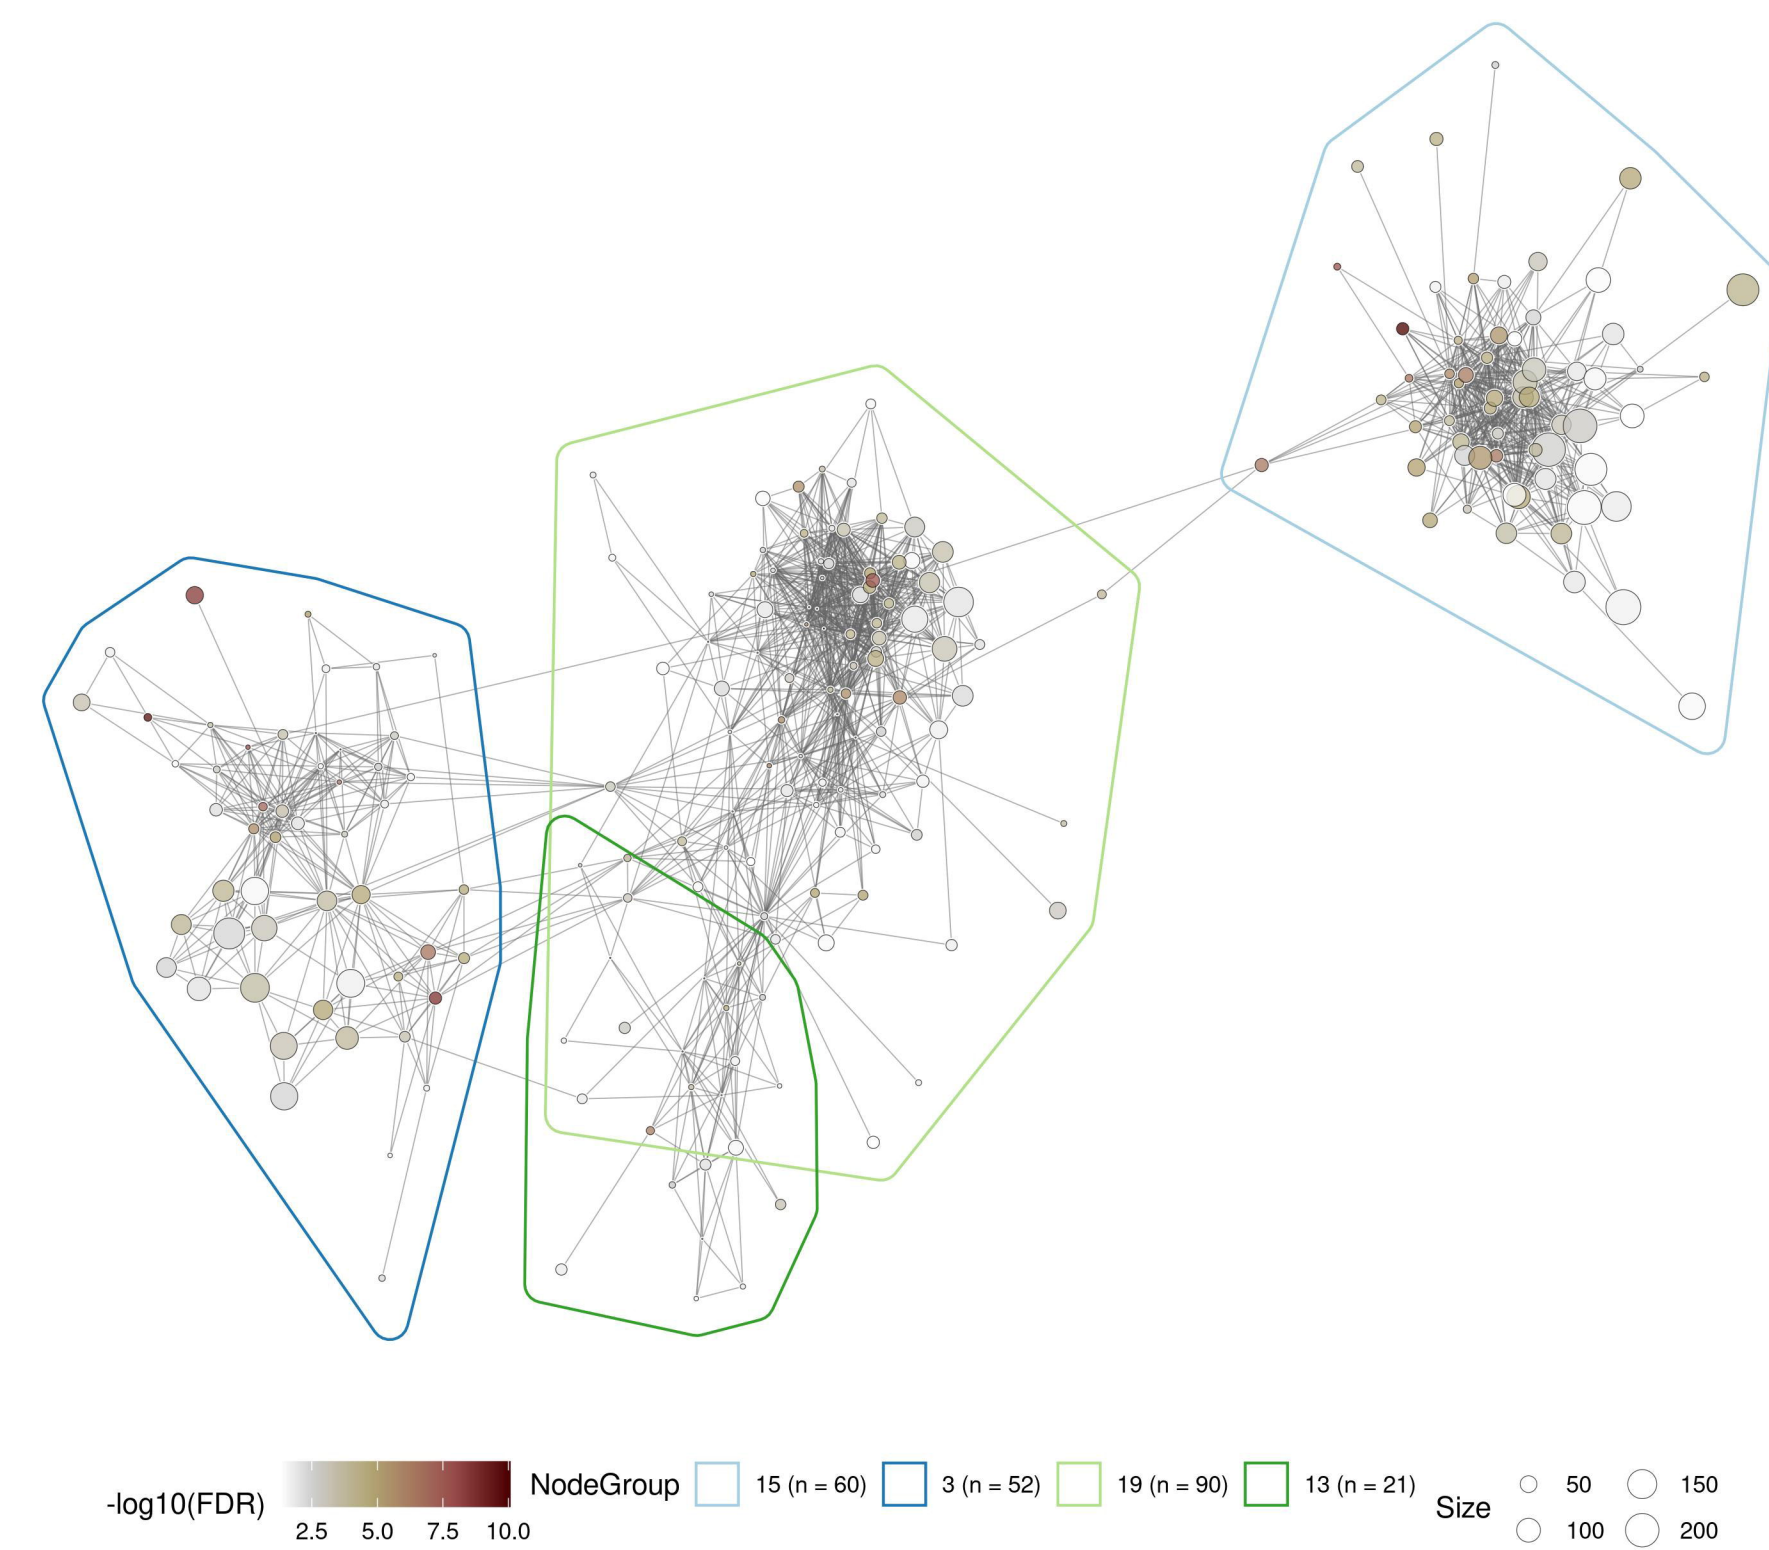 -log10(FDR)
2.5 5.0 7.5 10.0
NodeGroup
15 (n = 60)
3 (n = 52)
19 (n = 90)
13 (n = 21)
Size
50
100
150
200